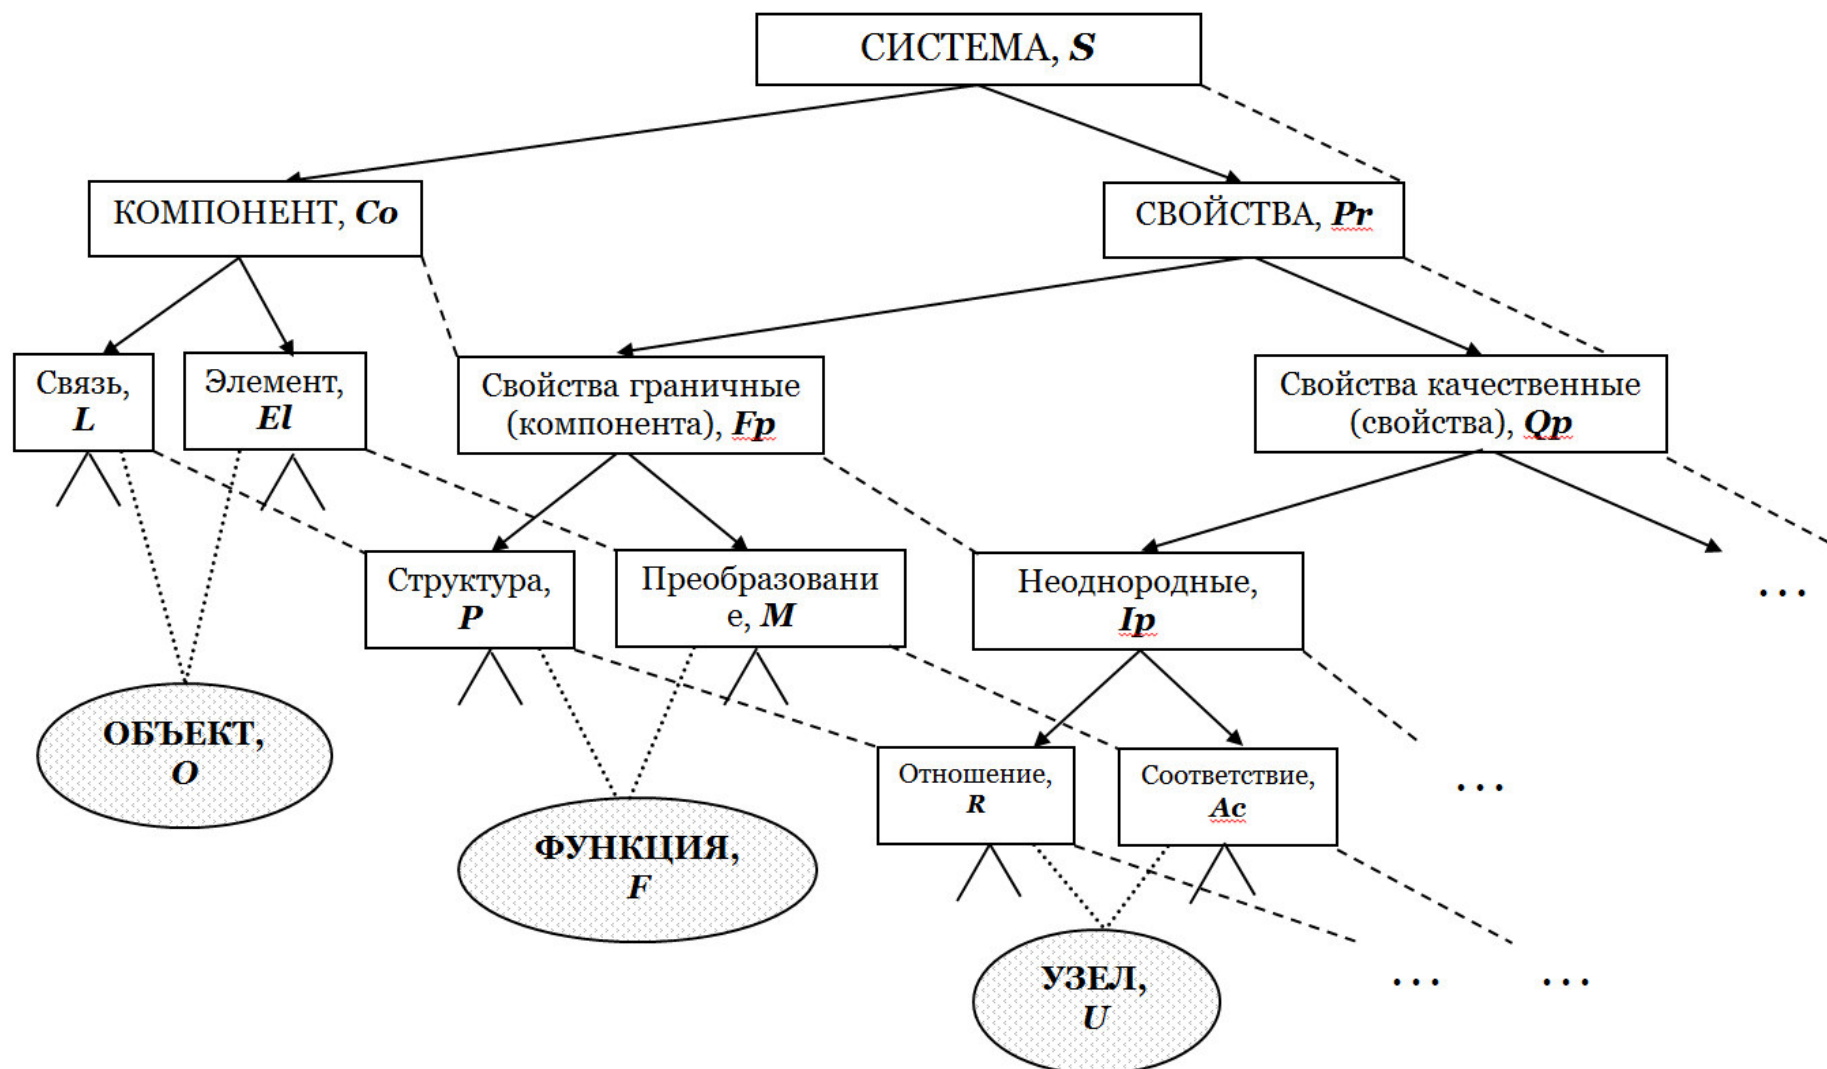 СИСТЕМА, S
КОМПОНЕНТ, Co
СВОЙСТВА, Pr
Связь,
L
Элемент,
El
Свойства граничные
(компонента), Fp
Свойства качественные
(свойства), Qp
Структура,
P
Преобразовани
е, M
Неоднородные,
Ip
...
ОБЪЕКТ,
O
Отношение,
R
Соответствие,
Ac
...
ФУНКЦИЯ,
F
УЗЕЛ,
U
... ...